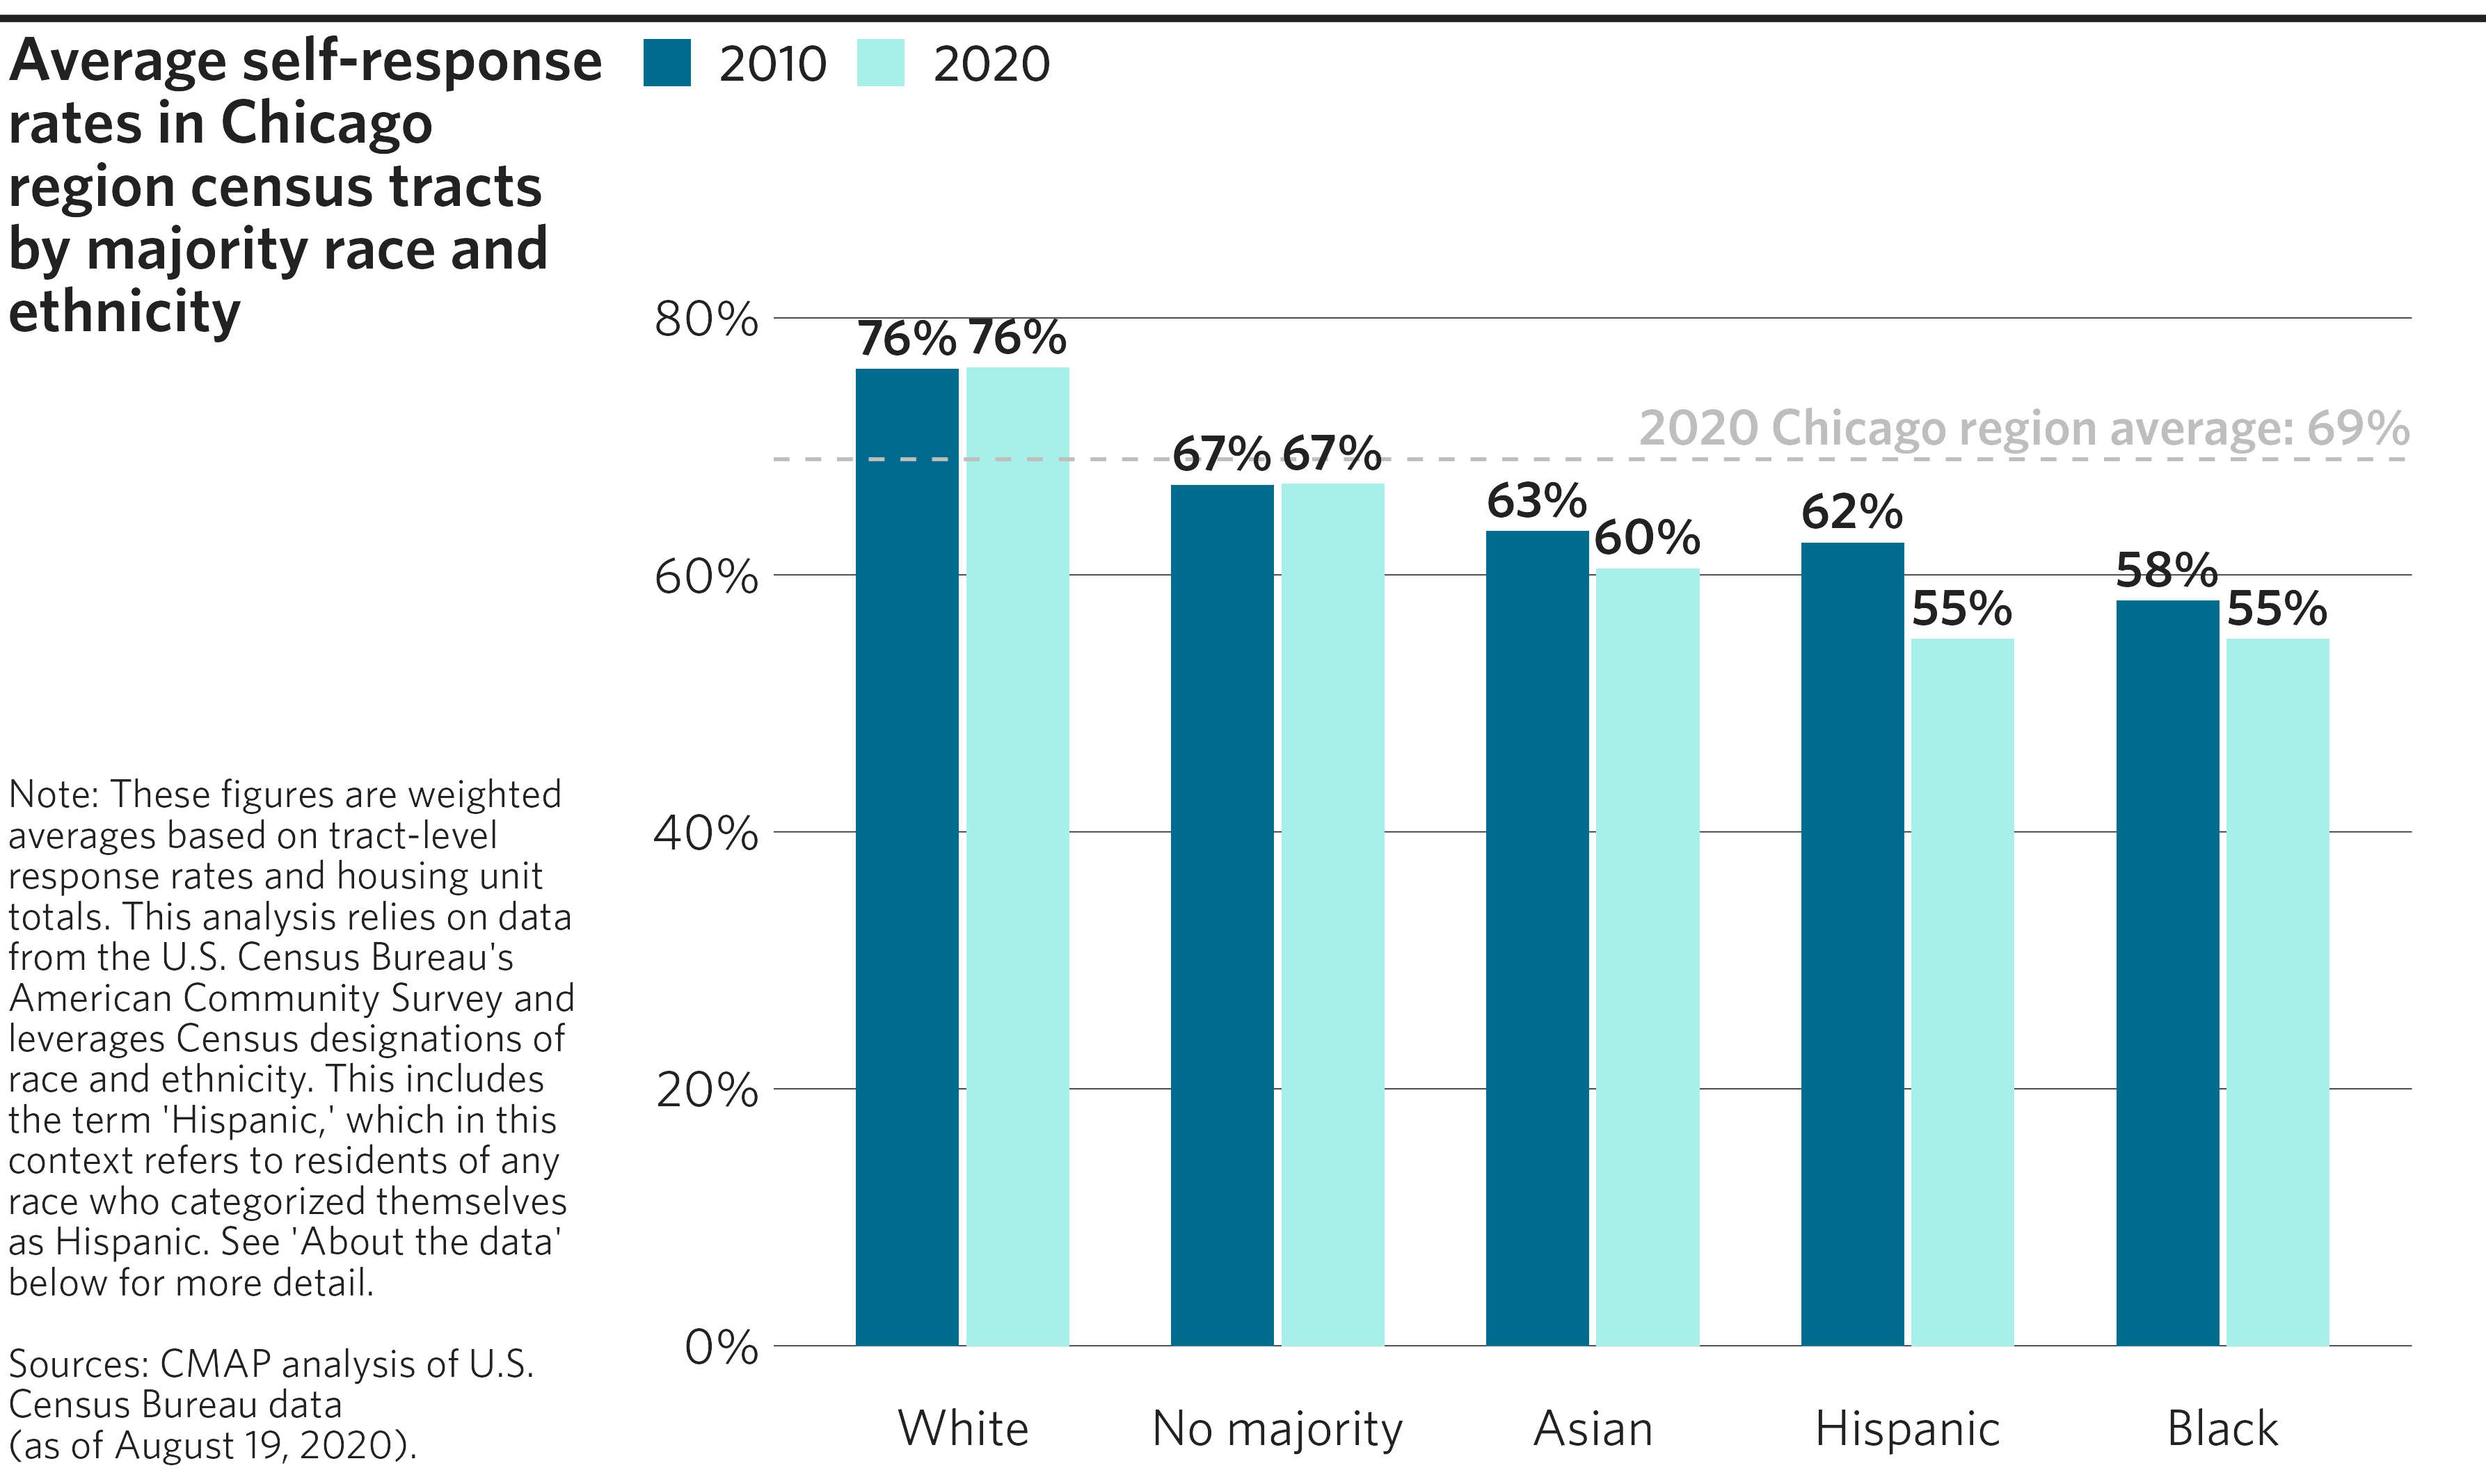 Average self-response
rates in Chicago
region census tracts
by majority race and
ethnicity
2010
2020
80%
60%
40%
20%
0%
76%
76%
67%
67%
63%
60%
62%
55%
58%
55%
2020 Chicago region average: 69%
White
No majority
Asian
Hispanic
Black
Note: These figures are weighted
averages based on tract-level
response rates and housing unit
totals. This analysis relies on data
from the U.S. Census Bureau's
American Community Survey and
leverages Census designations of
race and ethnicity. This includes
the term 'Hispanic,' which in this
context refers to residents of any
race who categorized themselves
as Hispanic. See 'About the data'
below for more detail.
Sources: CMAP analysis of U.S.
Census Bureau data
(as of August 19, 2020).